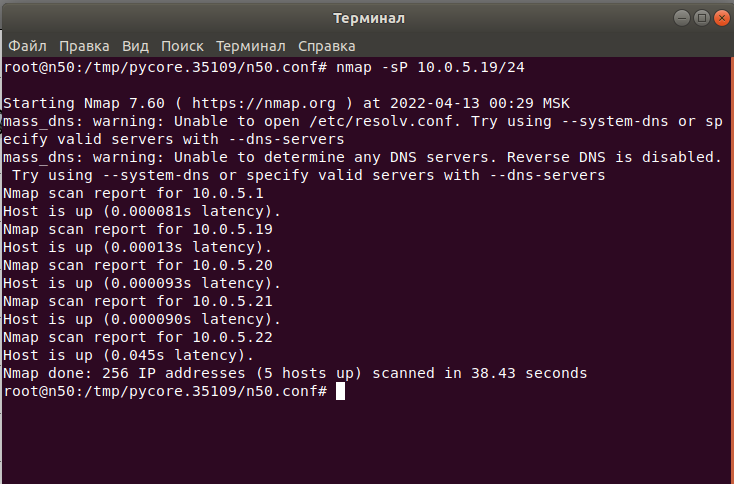 Терминал
Файл Правка Вид Поиск Терминал Справка
root@n50:/tmp/pycore.35109/n50.conf# nmap -sP 10.0.5.19/24
Starting Nmap 7.60 ( https://nmap.org ) at 2022-04-13 00:29 MSK
mass_dns: warning: Unable to open /etc/resolv.conf. Try using --system-dns or sp
ecify valid servers with --dns-servers
mass_dns: warning: Unable to determine any DNS servers. Reverse DNS is disabled.
 Try using --system-dns or specify valid servers with --dns-servers
Nmap scan report for 10.0.5.1
Host is up (0.000081s latency).
Nmap scan report for 10.0.5.19
Host is up (0.00013s latency).
Nmap scan report for 10.0.5.20
Host is up (0.000093s latency).
Nmap scan report for 10.0.5.21
Host is up (0.000090s latency).
Nmap scan report for 10.0.5.22
Host is up (0.045s latency).
Nmap done: 256 IP addresses (5 hosts up) scanned in 38.43 seconds
root@n50:/tmp/pycore.35109/n50.conf#